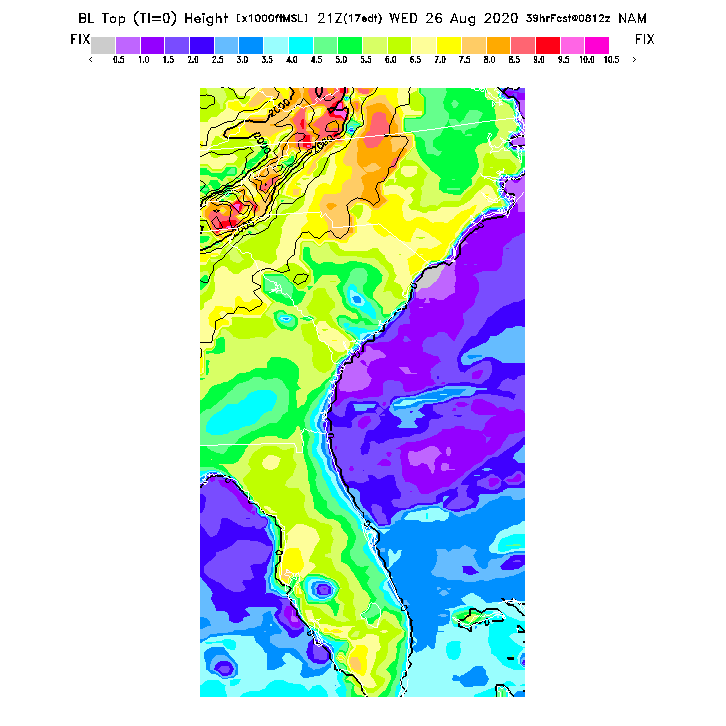 BL Top (TI=0) Height [x1000ftMSL] 21Z(17edt) WED 26 Aug 2020 39hrFcst@0812z NAM
FIX FIX
< 0.5 1.0 1.5 2.0 2.5 3.0 3.5 4.0 4.5 5.0 5.5 6.0 6.5 7.0 7.5 8.0 8.5 9.0 9.5 10.0 10.5 >
2000
2000